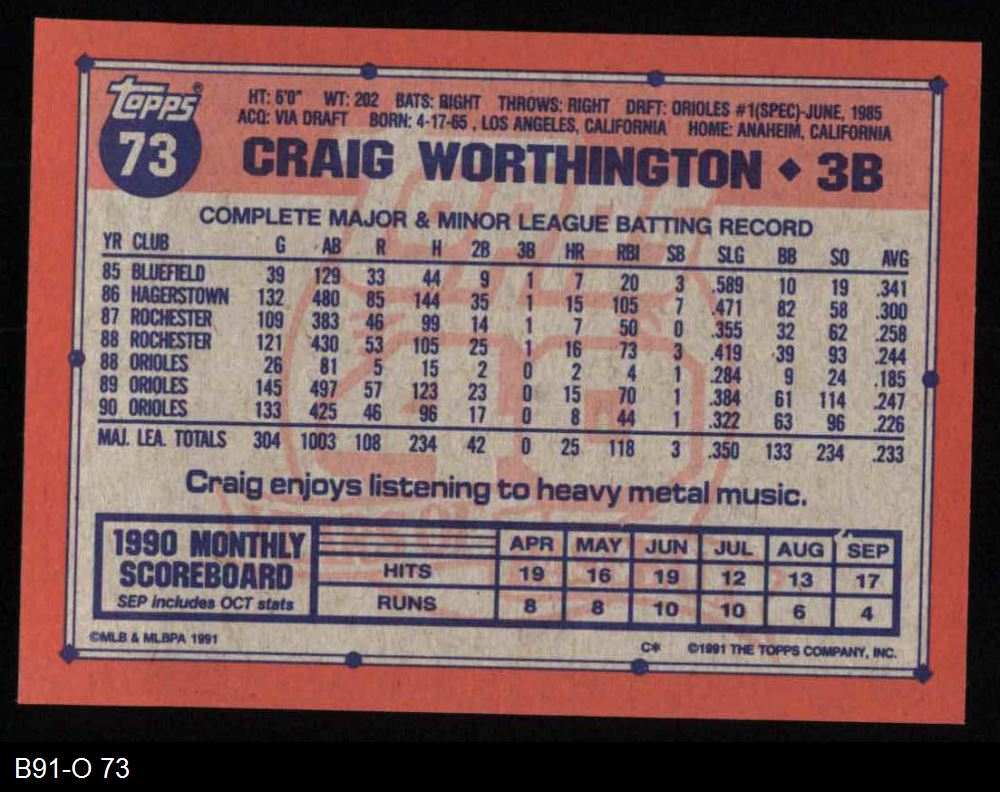 topps®
73
HT: 6'0" WT: 202 BATS: RIGHT THROWS: RIGHT DRFT: ORIOLES #1(SPEC)-JUNE, 1985
ACQ: VIA DRAFT BORN: 4-17-65 , LOS ANGELES, CALIFORNIA HOME: ANAHEIM, CALIFORNIA
CRAIG WORTHINGTON ◆ 3B
COMPLETE MAJOR & MINOR LEAGUE BATTING RECORD
YR CLUB G AB R H 2B 3B HR RBI SB SLG BB SO AVG
85 BLUEFIELD 39 129 33 44 9 1 7 20 3 .589 10 19 .341
86 HAGERSTOWN 132 480 85 144 35 1 15 105 7 .471 82 58 .300
87 ROCHESTER 109 383 46 99 14 1 7 50 0 .355 32 62 .258
88 ROCHESTER 121 430 53 105 25 1 16 73 3 .419 39 93 .244
88 ORIOLES 26 81 5 15 2 0 2 4 1 .284 9 24 .185
89 ORIOLES 145 497 57 123 23 0 15 70 1 .384 61 114 .247
90 ORIOLES 133 425 46 96 17 0 8 44 1 .322 63 96 .226
MAJ. LEA. TOTALS 304 1003 108 234 42 0 25 118 3 .350 133 234 .233
Craig enjoys listening to heavy metal music.
1990 MONTHLY SCOREBOARD
SEP includes OCT stats
APR MAY JUN JUL AUG SEP
HITS 19 16 19 12 13 17
RUNS 8 8 10 10 6 4
©MLB & MLBPA 1991
C* ©1991 THE TOPPS COMPANY, INC.
B91-O 73